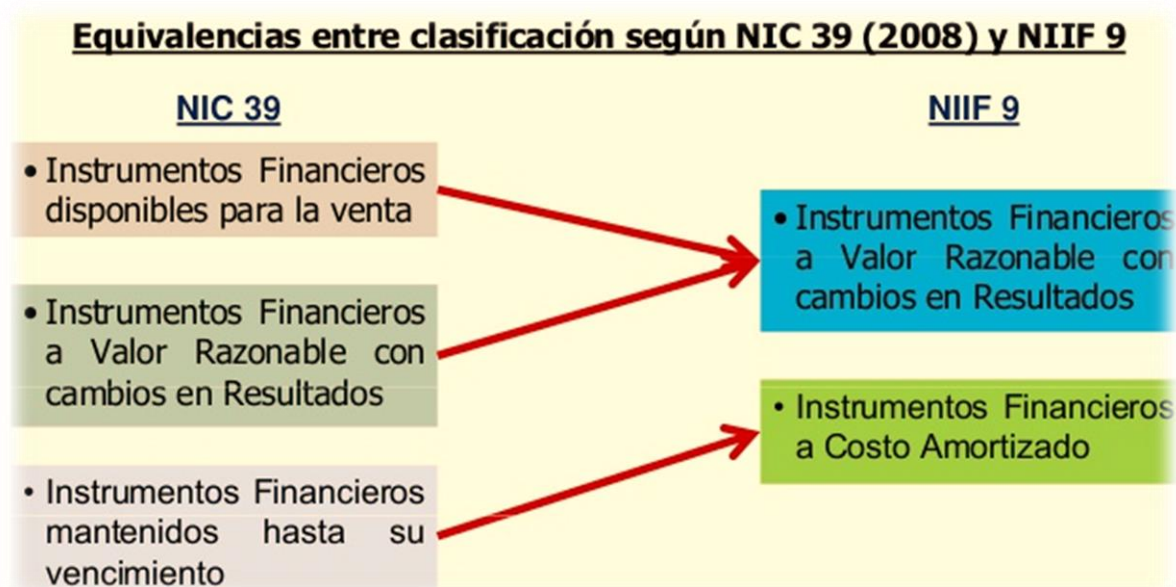 Equivalencias entre clasificación según NIC 39 (2008) y NIIF 9
NIC 39
• Instrumentos Financieros
disponibles para la venta
• Instrumentos Financieros
a Valor Razonable con
cambios en Resultados
• Instrumentos Financieros
mantenidos hasta su
vencimiento
NIIF 9
• Instrumentos Financieros
a Valor Razonable con
cambios en Resultados
• Instrumentos Financieros
a Costo Amortizado